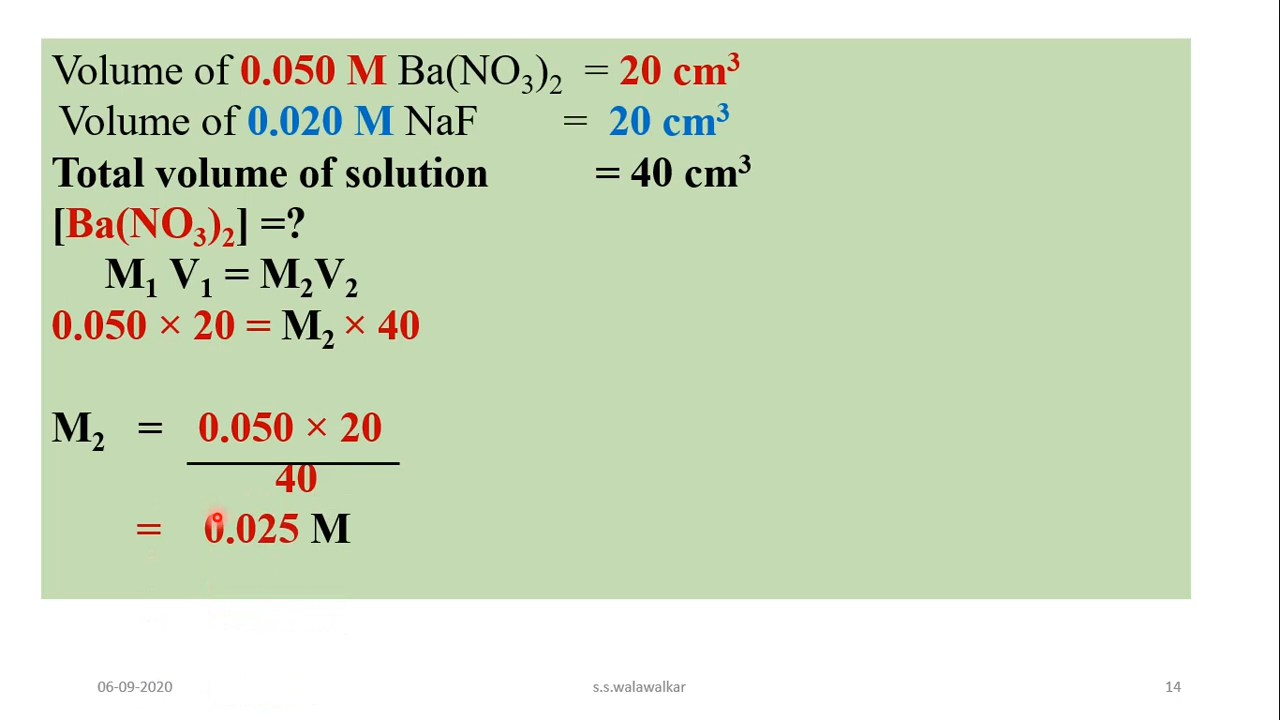 Volume of 0.050 M Ba(NO₃)₂ = 20 cm³
Volume of 0.020 M NaF = 20 cm³
Total volume of solution = 40 cm³
[Ba(NO₃)₂] =?
M₁ V₁ = M₂V₂
0.050 × 20 = M₂ × 40
M₂ = 0.050 × 20
40
= 0.025 M
06-09-2020 s.s.walawalkar 14